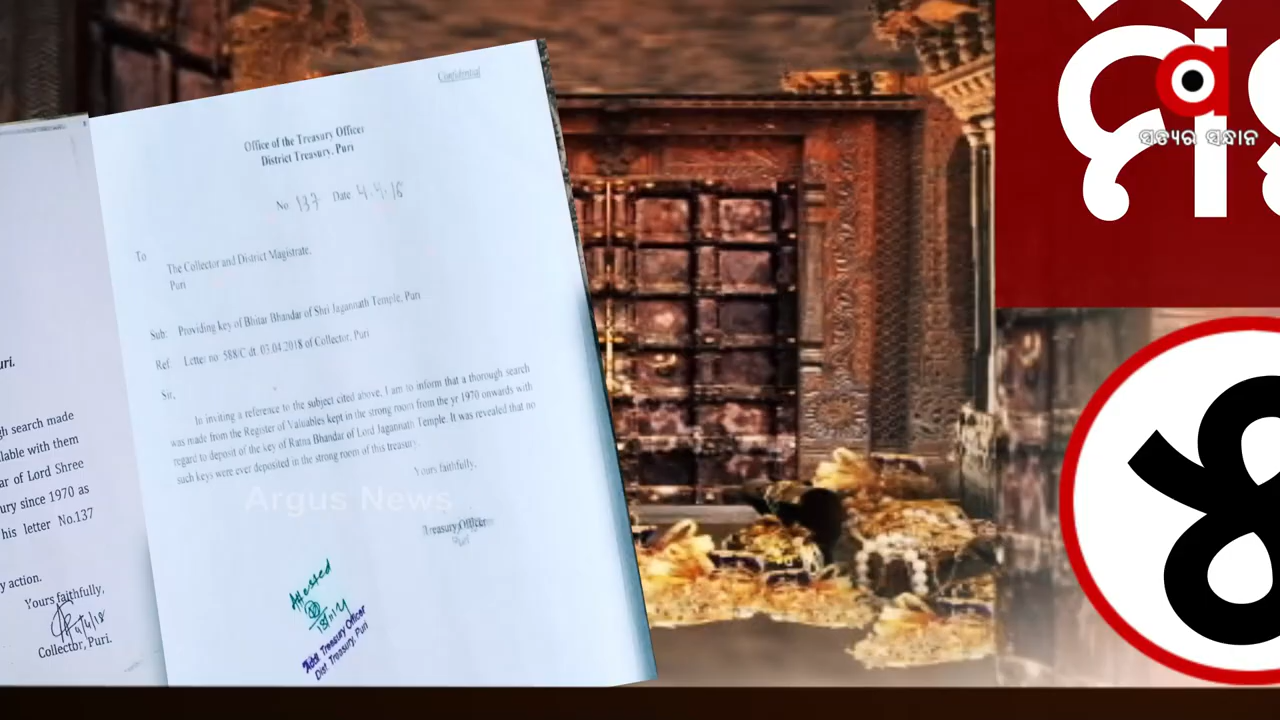 uri.
gh search made
lable with them
ar of Lord Shree
ury since 1970 as
his letter No.137
y action.
Yours faithfully,
Collector, Puri.
Confidential
Office of the Treasury Officer
District Treasury, Puri
No 137 Date 4.4.18
To
The Collector and District Magistrate,
Puri
Sub: Providing key of Bhitar Bhandar of Shri Jagannath Temple, Puri
Ref. Letter no 588/C dt. 03.04.2018 of Collector, Puri
Sir,
In inviting a reference to the subject cited above, I am to inform that a thorough search
was made from the Register of Valuables kept in the strong room from the yr 1970 onwards with
regard to deposit of the key of Ratna Bhandar of Lord Jagannath Temple. It was revealed that no
such keys were ever deposited in the strong room of this treasury.
Yours faithfully,
Treasury Officer
Puri
Argus News
Attested
Addl Treasury Officer
Dist. Treasury, Puri
a
ସତ୍ୟର ସନ୍ଧାନ